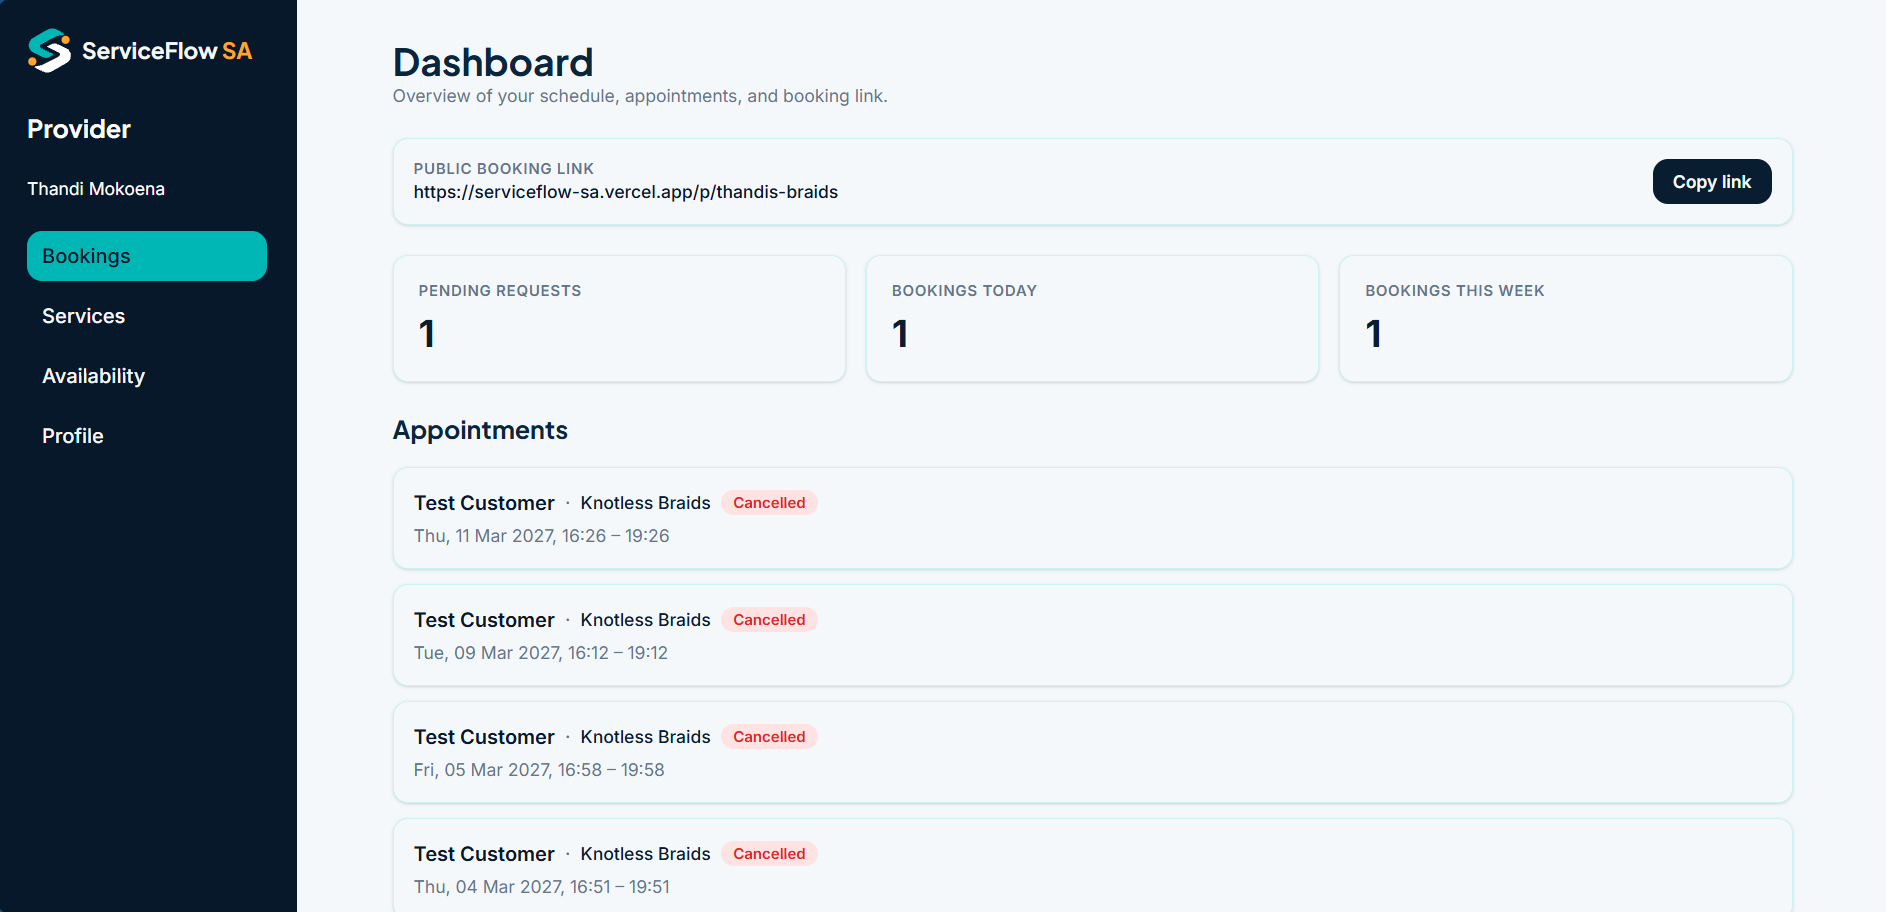 ServiceFlow SA
Provider
Thandi Mokoena
Bookings
Services
Availability
Profile
Dashboard
Overview of your schedule, appointments, and booking link.
PUBLIC BOOKING LINK
https://serviceflow-sa.vercel.app/p/thandis-braids
Copy link
PENDING REQUESTS
1
BOOKINGS TODAY
1
BOOKINGS THIS WEEK
1
Appointments
Test Customer · Knotless Braids Cancelled
Thu, 11 Mar 2027, 16:26 – 19:26
Test Customer · Knotless Braids Cancelled
Tue, 09 Mar 2027, 16:12 – 19:12
Test Customer · Knotless Braids Cancelled
Fri, 05 Mar 2027, 16:58 – 19:58
Test Customer · Knotless Braids Cancelled
Thu, 04 Mar 2027, 16:51 – 19:51